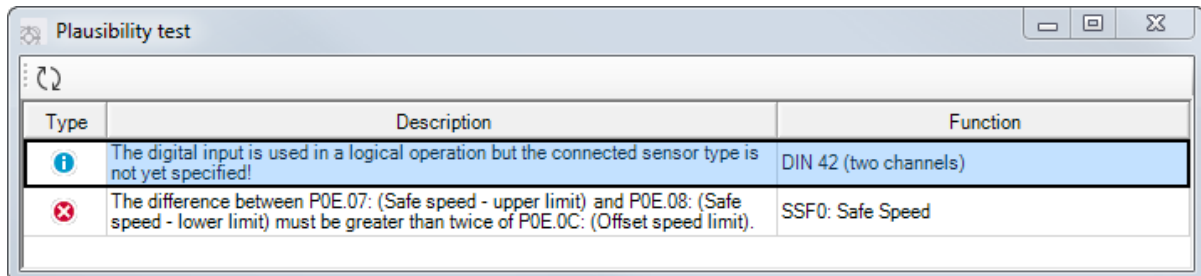 Plausibility test
Type Description Function
The digital input is used in a logical operation but the connected sensor type is
not yet specified!
DIN 42 (two channels)
The difference between P0E.07: (Safe speed - upper limit) and P0E.08: (Safe
speed - lower limit) must be greater than twice of P0E.0C: (Offset speed limit).
SSF0: Safe Speed